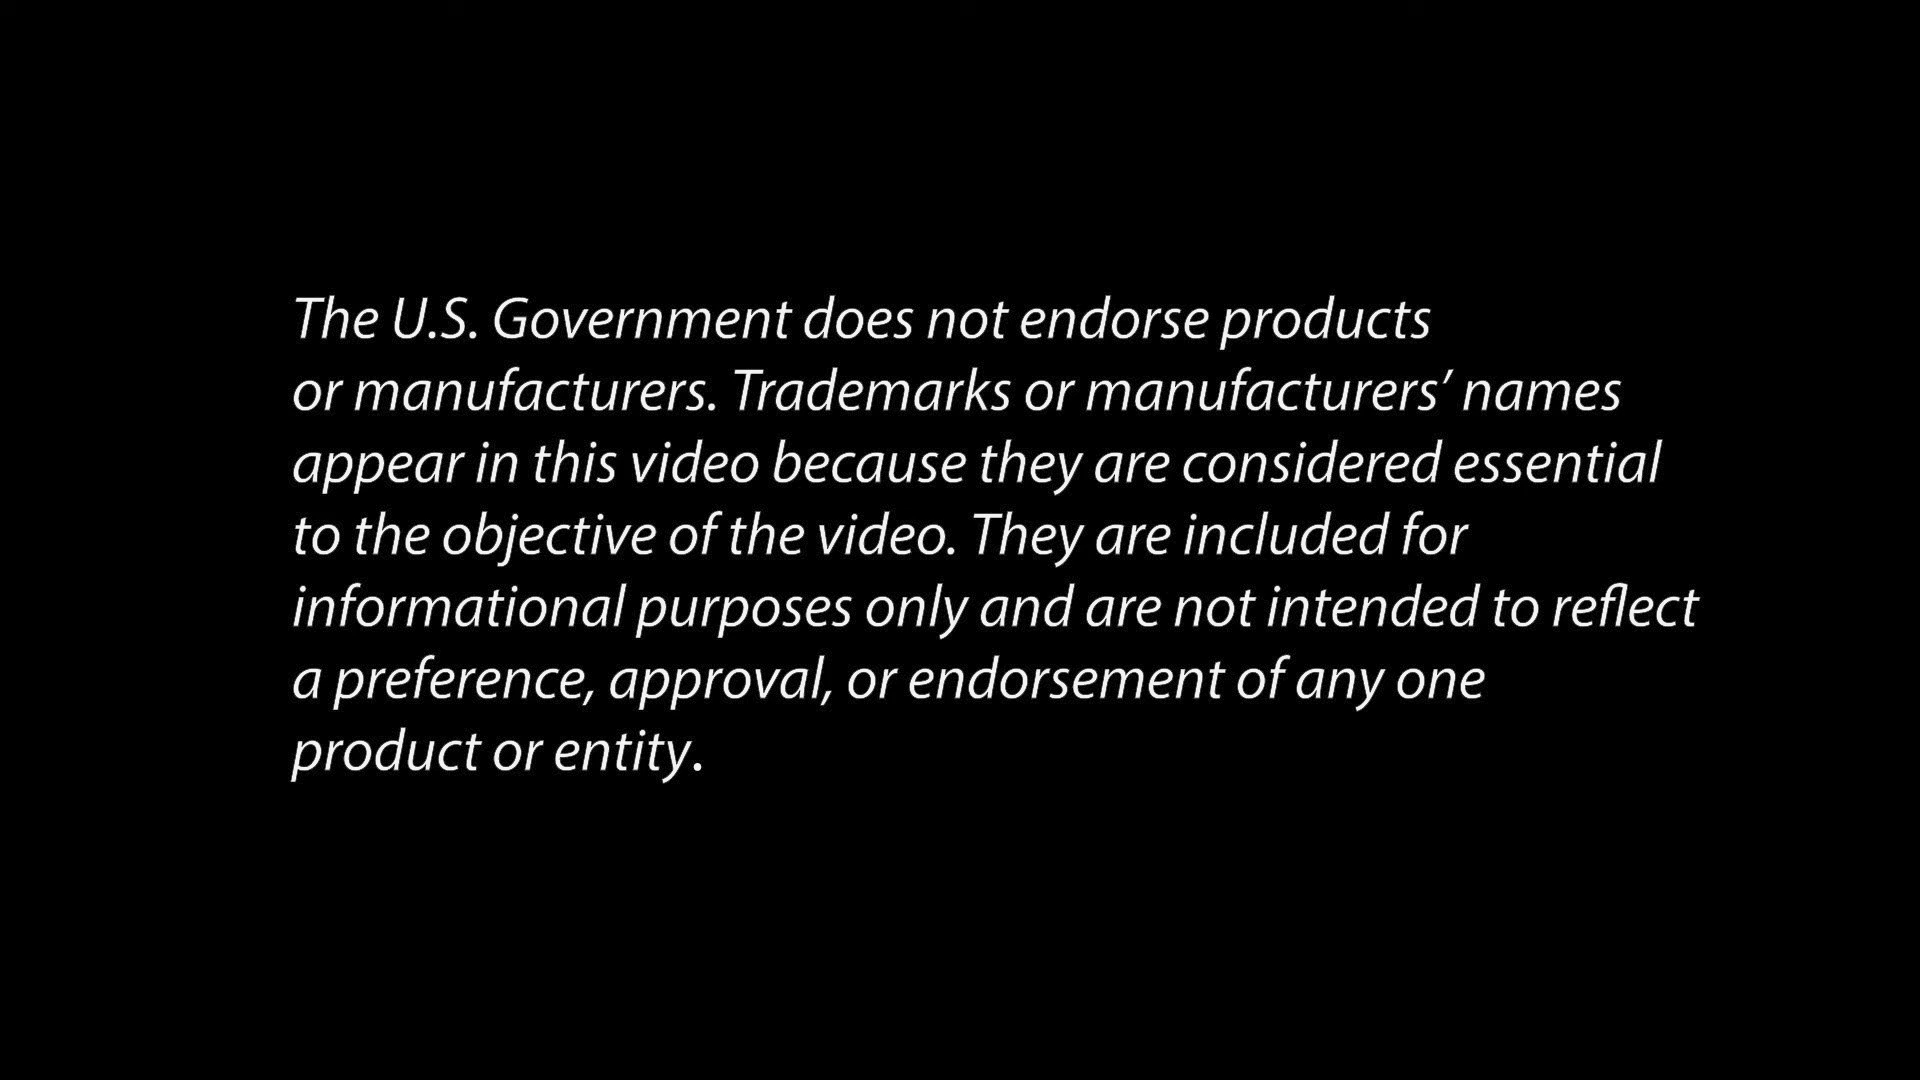 The U.S. Government does not endorse products
or manufacturers. Trademarks or manufacturers’ names
appear in this video because they are considered essential
to the objective of the video. They are included for
informational purposes only and are not intended to reflect
a preference, approval, or endorsement of any one
product or entity.